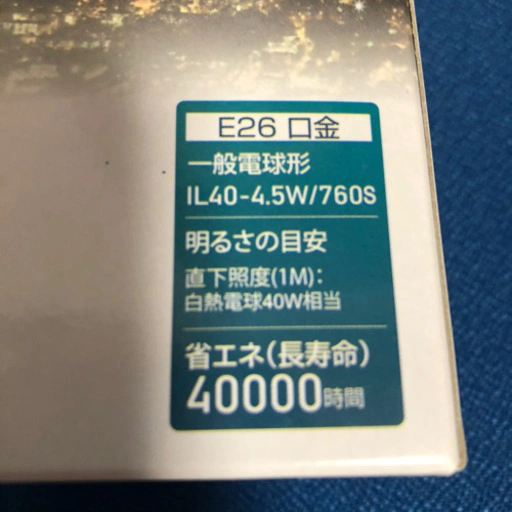 E26 口金
一般電球形
IL40-4.5W/760S
明るさの目安
直下照度(1M)：
白熱電球40W相当
省エネ(長寿命)
40000時間